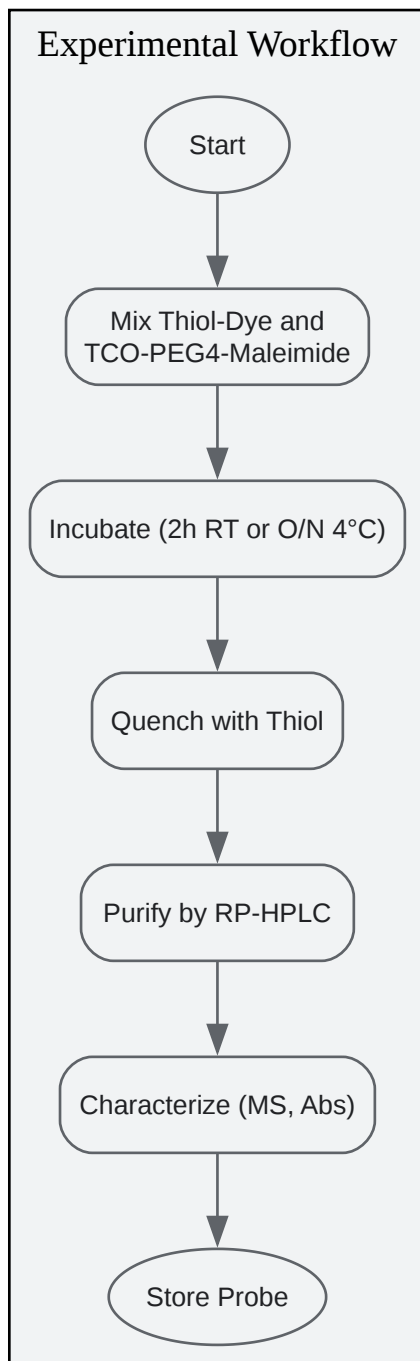 Experimental Workflow
Start
Mix Thiol-Dye and
TCO-PEG4-Maleimide
Incubate (2h RT or O/N 4°C)
Quench with Thiol
Purify by RP-HPLC
Characterize (MS, Abs)
Store Probe